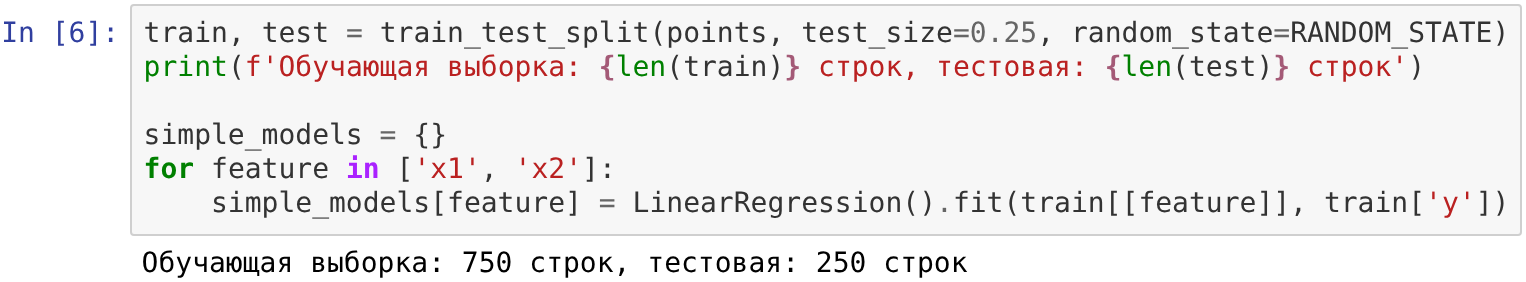 In [6]: train, test = train_test_split(points, test_size=0.25, random_state=RANDOM_STATE)
print(f'Обучающая выборка: {len(train)} строк, тестовая: {len(test)} строк')

simple_models = {}
for feature in ['x1', 'x2']:
    simple_models[feature] = LinearRegression().fit(train[[feature]], train['y'])
Обучающая выборка: 750 строк, тестовая: 250 строк